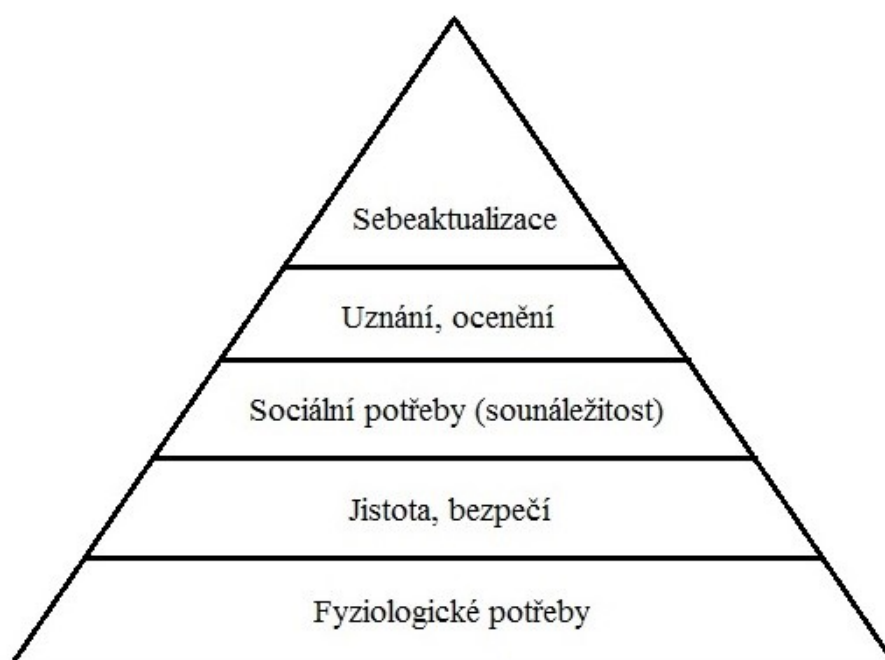 Sebeaktualizace
Uznání, ocenění
Sociální potřeby (sounáležitost)
Jistota, bezpečí
Fyziologické potřeby